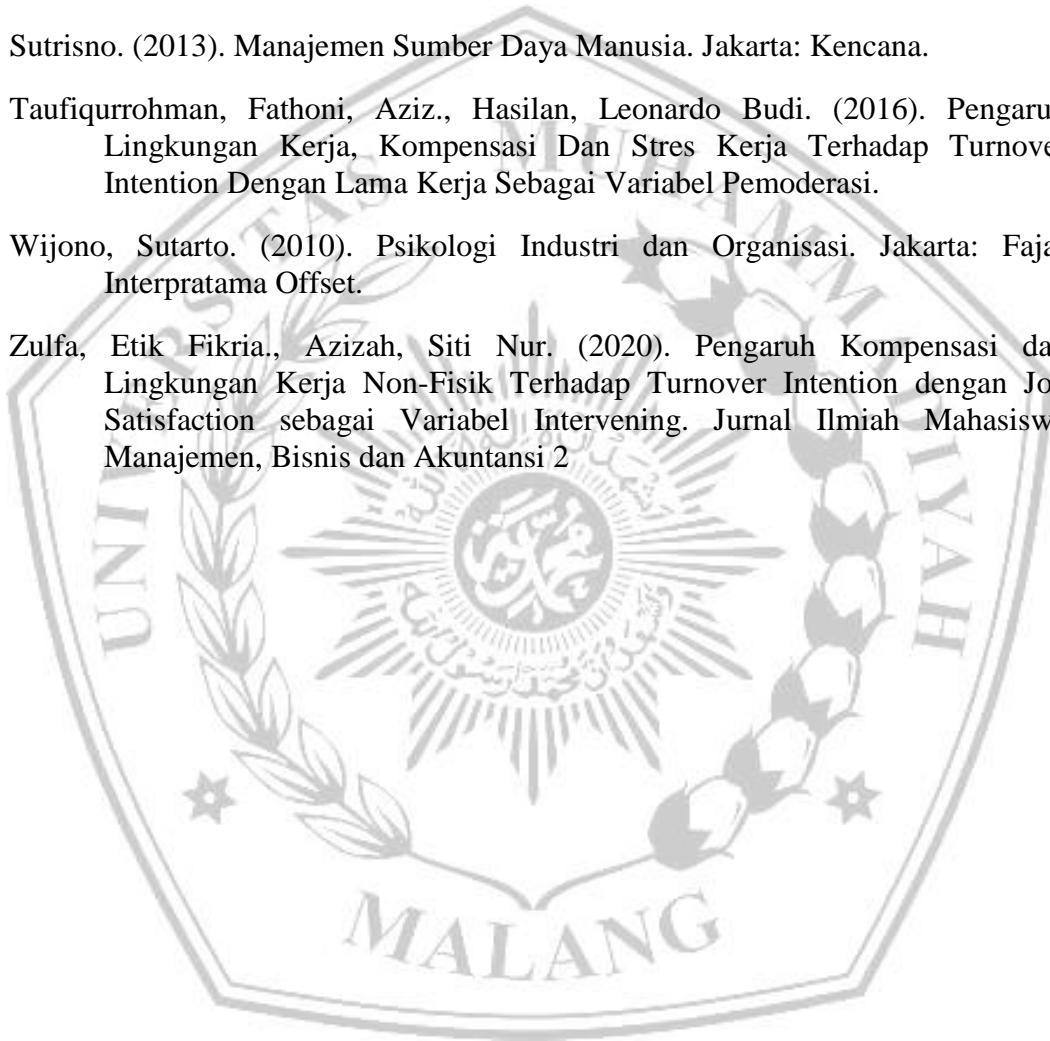 Sutrisno. (2013). Manajemen Sumber Daya Manusia. Jakarta: Kencana.
Taufiqurrohman, Fathoni, Aziz., Hasilan, Leonardo Budi. (2016). Pengaru
Lingkungan Kerja, Kompensasi Dan Stres Kerja Terhadap Turnove
Intention Dengan Lama Kerja Sebagai Variabel Pemoderasi.
Wijono, Sutarto. (2010). Psikologi Industri dan Organisasi. Jakarta: Faja
Interpratama Offset.
Zulfa, Etik Fikria., Azizah, Siti Nur. (2020). Pengaruh Kompensasi da
Lingkungan Kerja Non-Fisik Terhadap Turnover Intention dengan Jo
Satisfaction sebagai Variabel Intervening. Jurnal Ilmiah Mahasisw
Manajemen, Bisnis dan Akuntansi 2
UNIVERSITAS MUHAMMADIYAH
MALANG